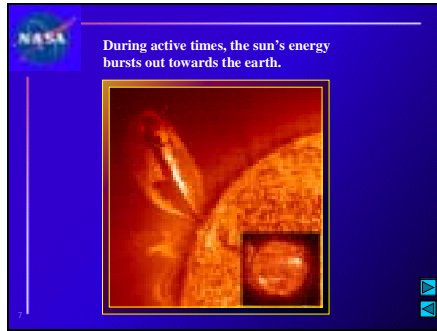 NASA
During active times, the sun's energy
bursts out towards the earth.
7